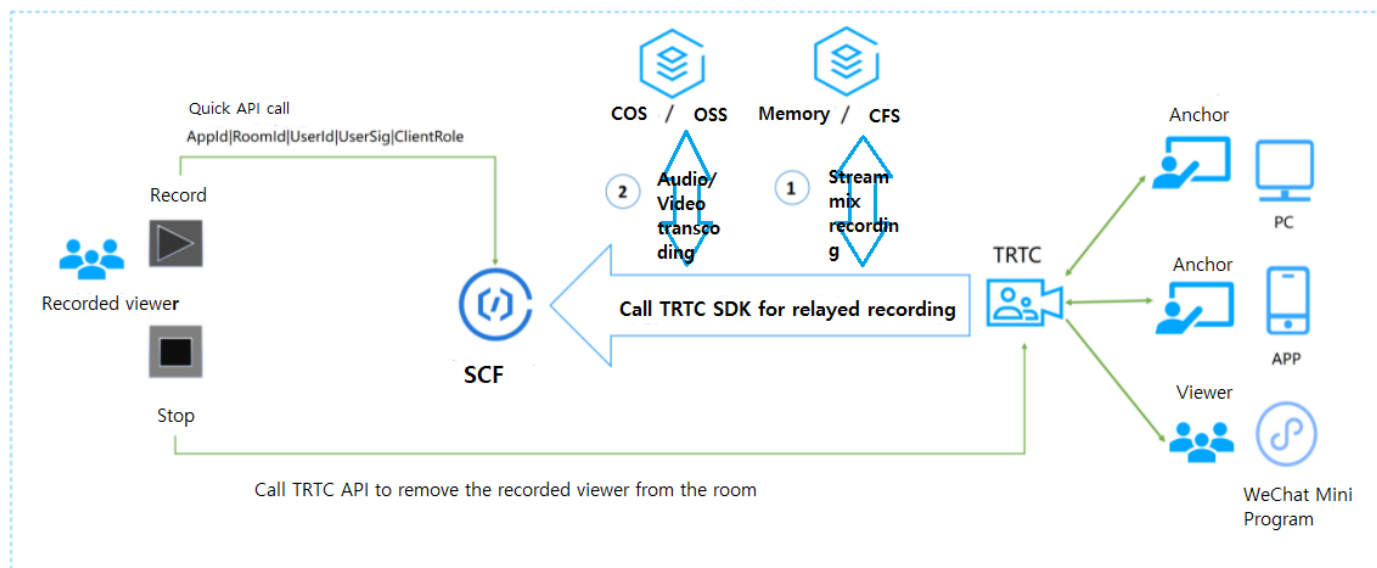 Quick API call
AppId|RoomId|UserId|UserSig|ClientRole
Record
Recorded viewer
Stop
SCF
COS / OSS
Memory / CFS
2
Audio/
Video
transco
ding
1
Stream
mix
recordin
g
Call TRTC SDK for relayed recording
TRTC
Anchor
PC
Anchor
APP
Viewer
WeChat Mini
Program
Call TRTC API to remove the recorded viewer from the room